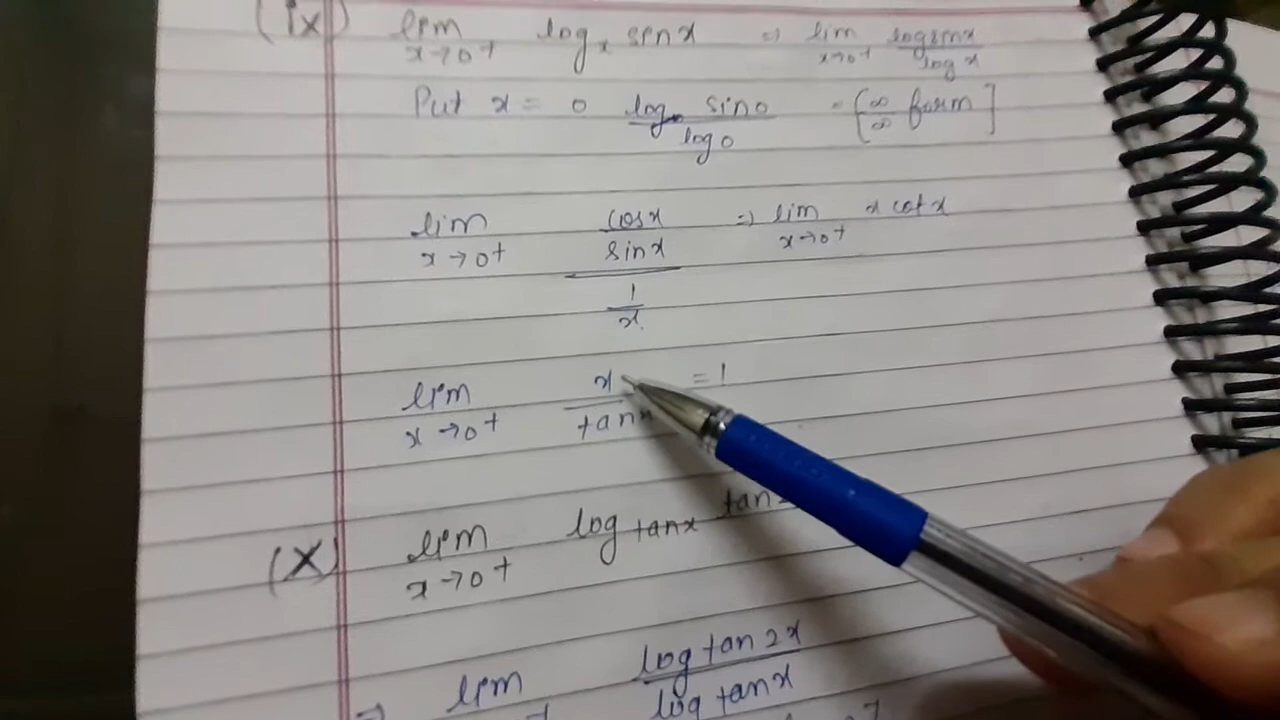 (ix) lim x→0+ log_x sin x ⇒ lim x→0+ log sin x / log x
Put x = 0 log sin 0 / log 0 = [∞/∞ form]
lim x→0+ (cos x / sin x) / (1/x) ⇒ lim x→0+ x cot x
lim x→0+ x / tan x = 1
(X) lim x→0+ log_tan x tan
⇒ lim log tan 2x / log tan x